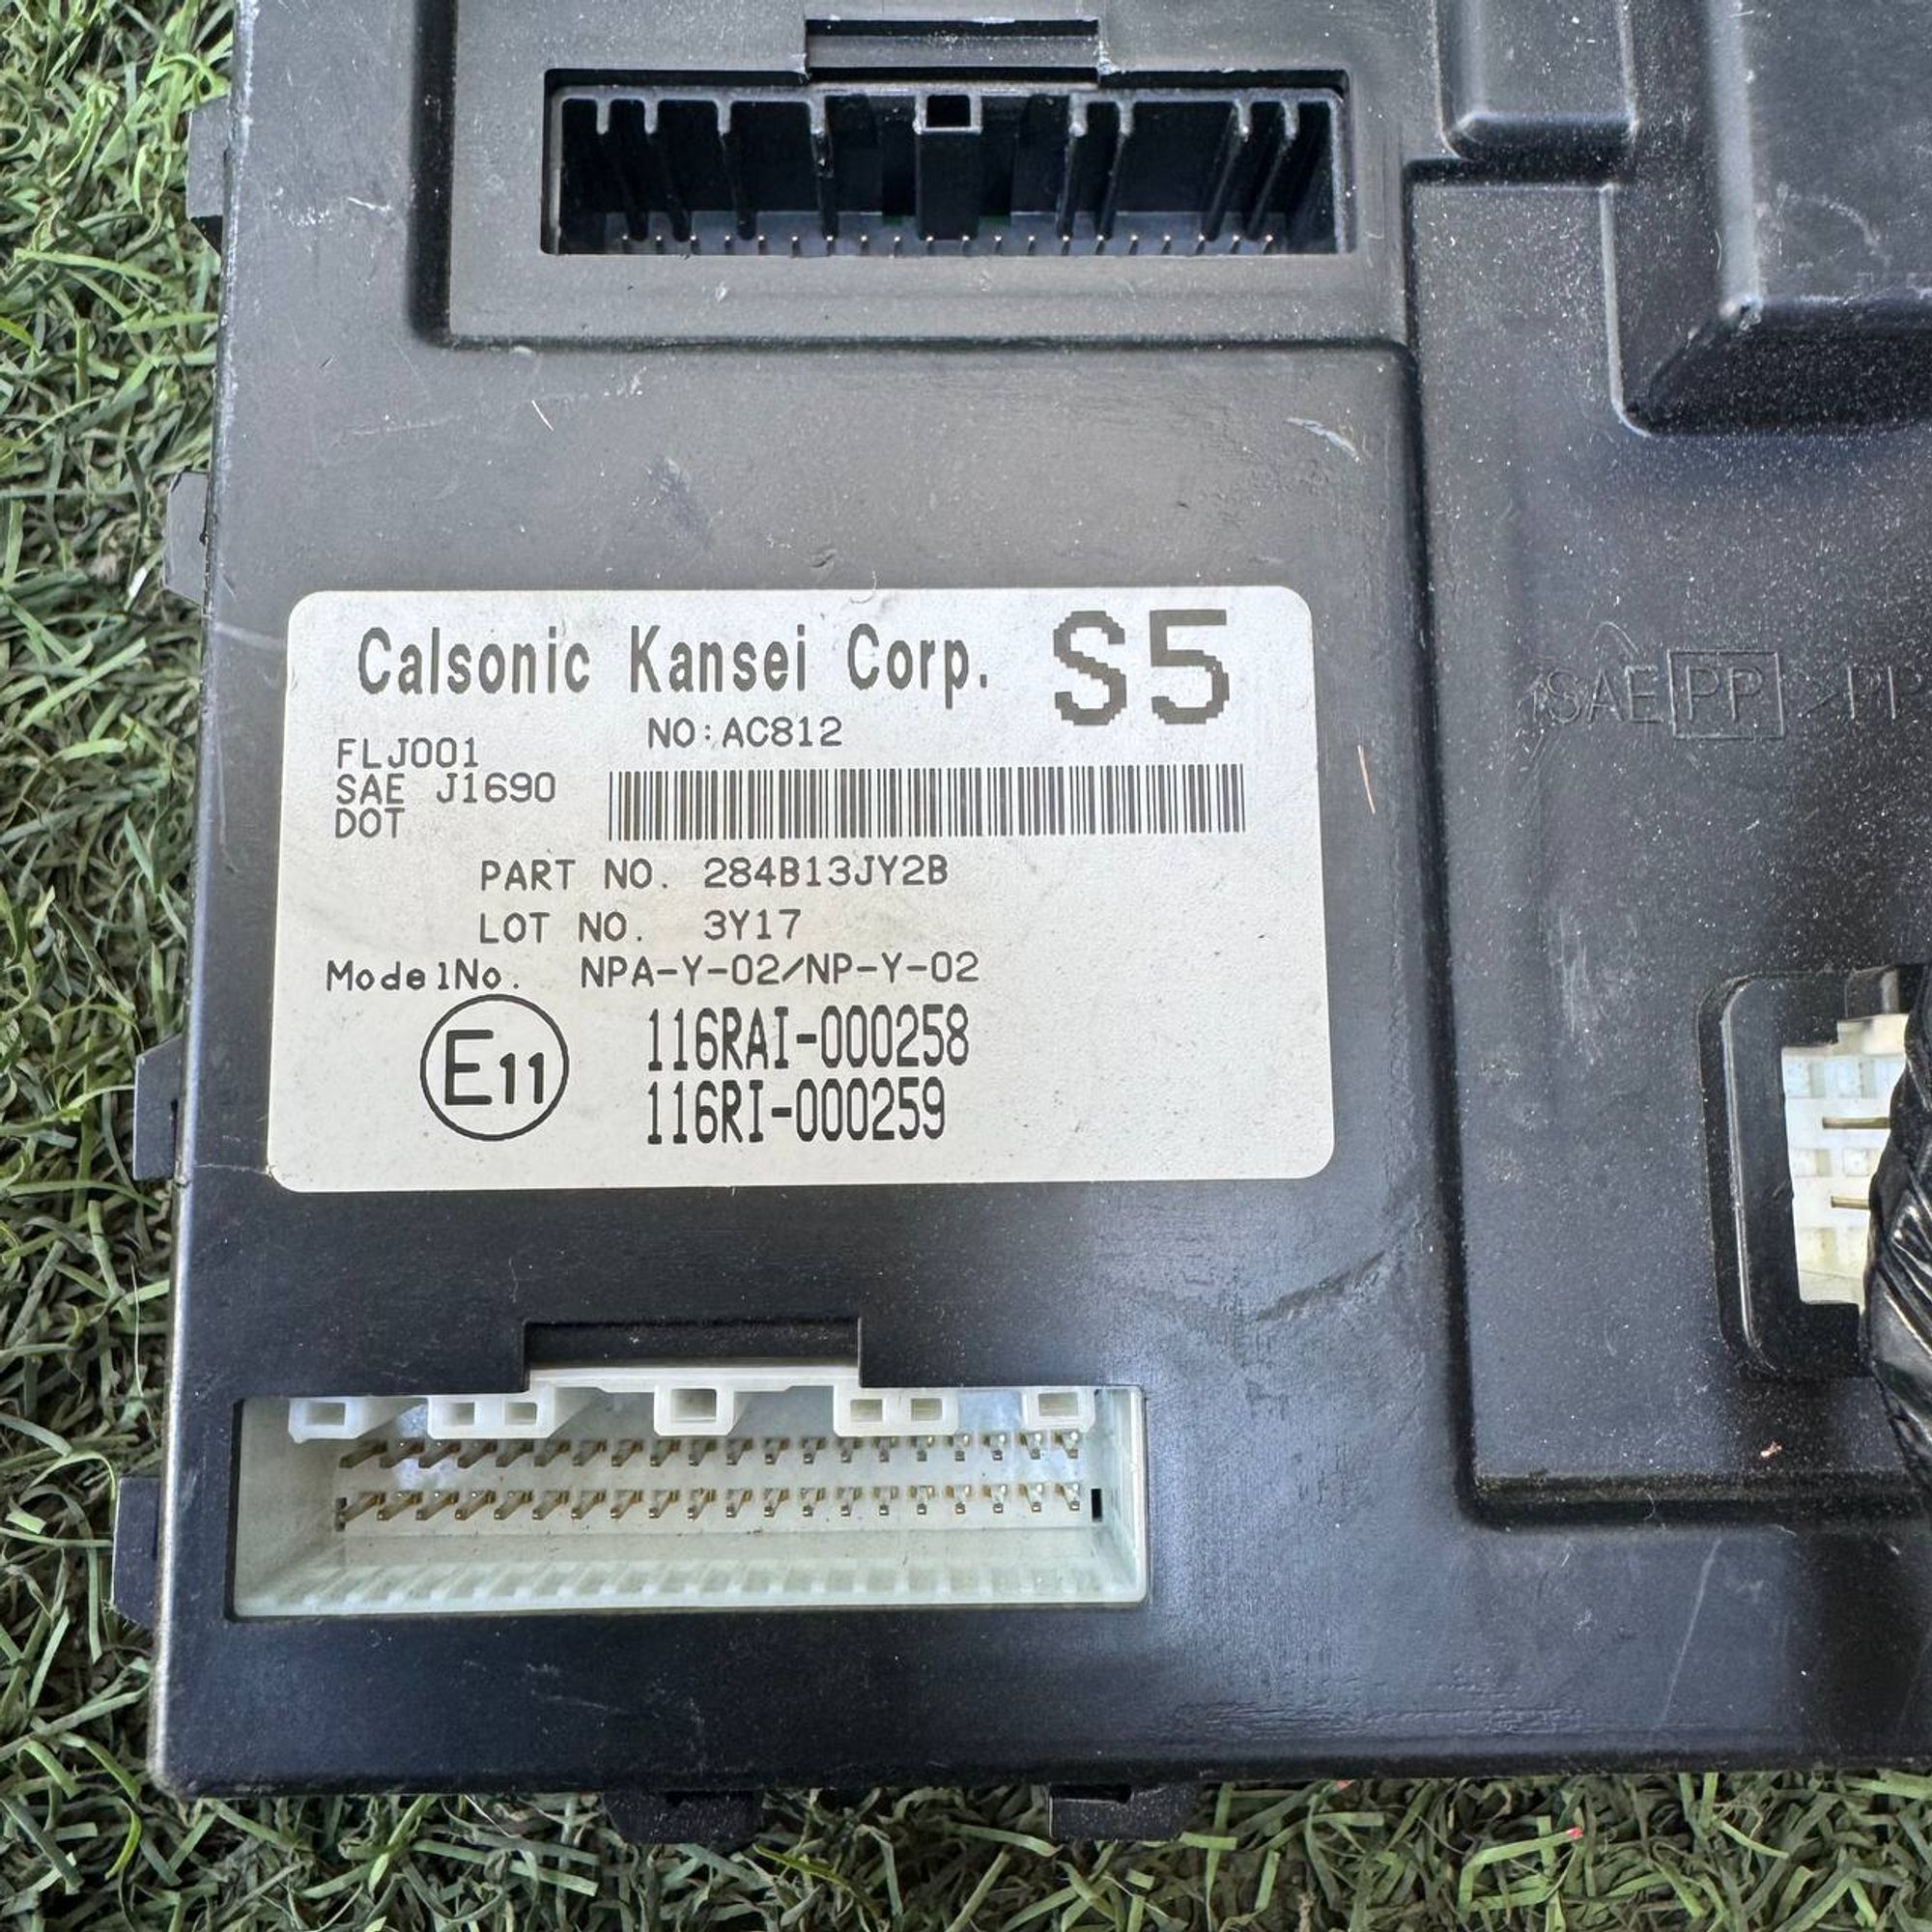 Calsonic Kansei Corp. S5
NO:AC812
FLJ001
SAE J1690
DOT
PART NO. 284B13JY2B
LOT NO. 3Y17
ModelNo. NPA-Y-02/NP-Y-02
E11
116RAI-000258
116RI-000259
SAE PP >PP